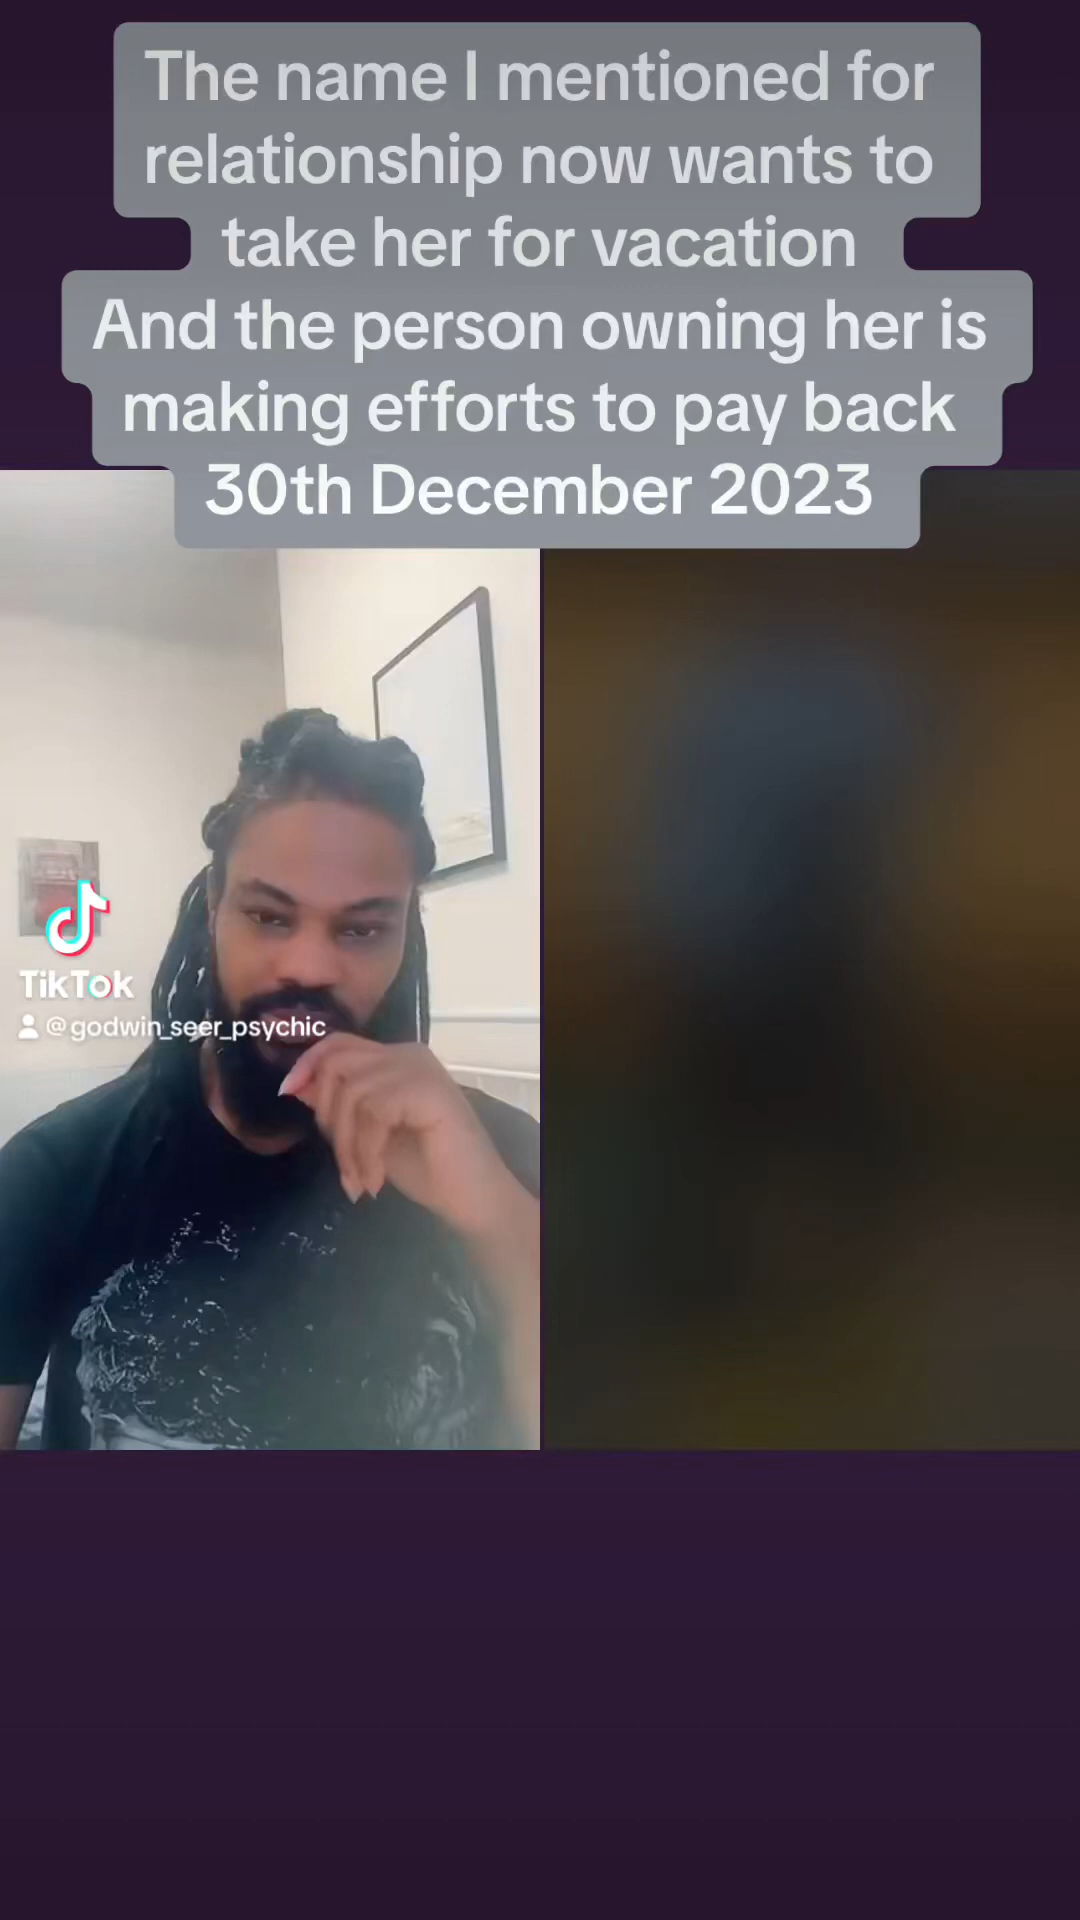 The name I mentioned for
relationship now wants to
take her for vacation
And the person owning her is
making efforts to pay back
30th December 2023
TikTok
@godwin_seer_psychic